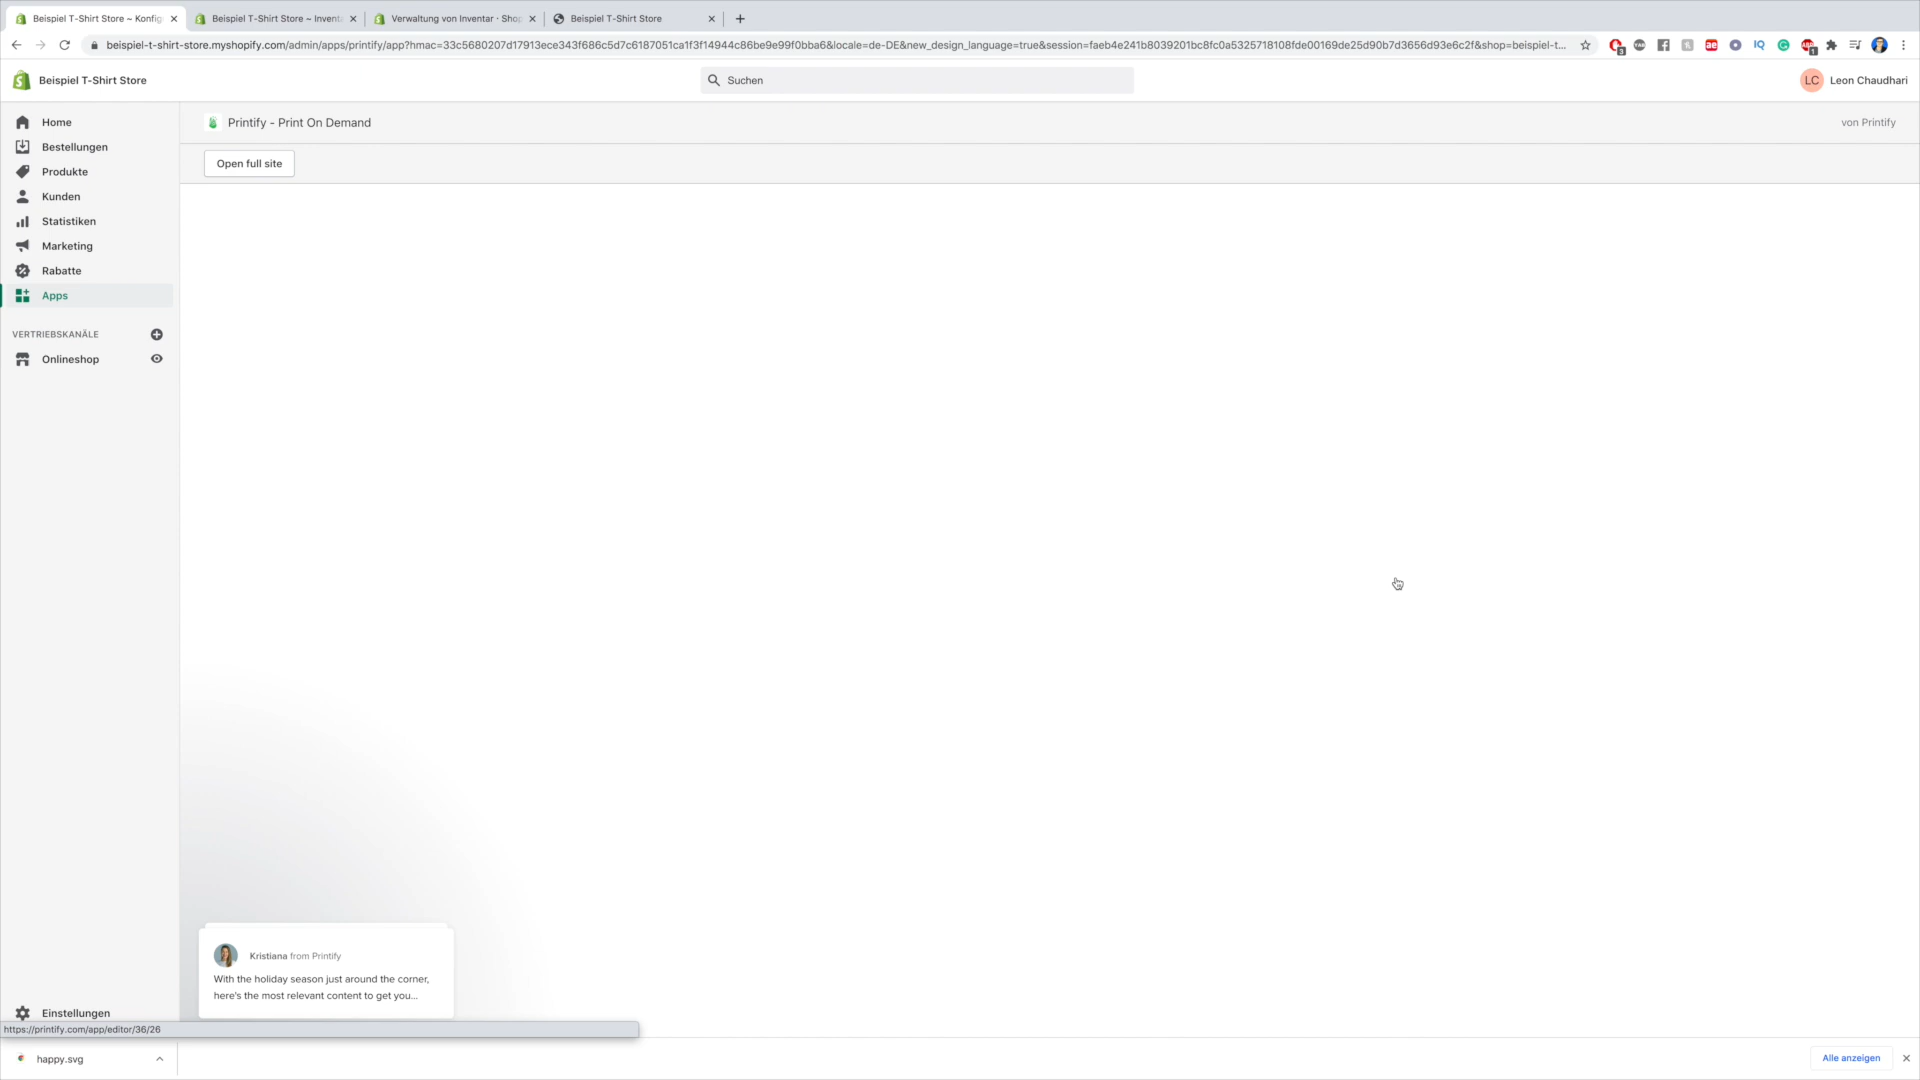 Beispiel T-Shirt Store ~ Konfig
Beispiel T-Shirt Store ~ Invent
Verwaltung von Inventar · Shop
Beispiel T-Shirt Store
beispiel-t-shirt-store.myshopify.com/admin/apps/printify/app?hmac=33c5680207d17913ece343f686c5d7c6187051ca1f3f14944c86be9e99f0bba6&locale=de-DE&new_design_language=true&session=faeb4e241b8039201bc8fc0a5325718108fde00169de25d90b7d3656d93e6c2f&shop=beispiel-t...
Beispiel T-Shirt Store
Suchen
LC Leon Chaudhari
Home
Bestellungen
Produkte
Kunden
Statistiken
Marketing
Rabatte
Apps
VERTRIEBSKANÄLE
Onlineshop
Einstellungen
Printify - Print On Demand
von Printify
Open full site
Kristiana from Printify
With the holiday season just around the corner,
here's the most relevant content to get you...
https://printify.com/app/editor/36/26
happy.svg
Alle anzeigen